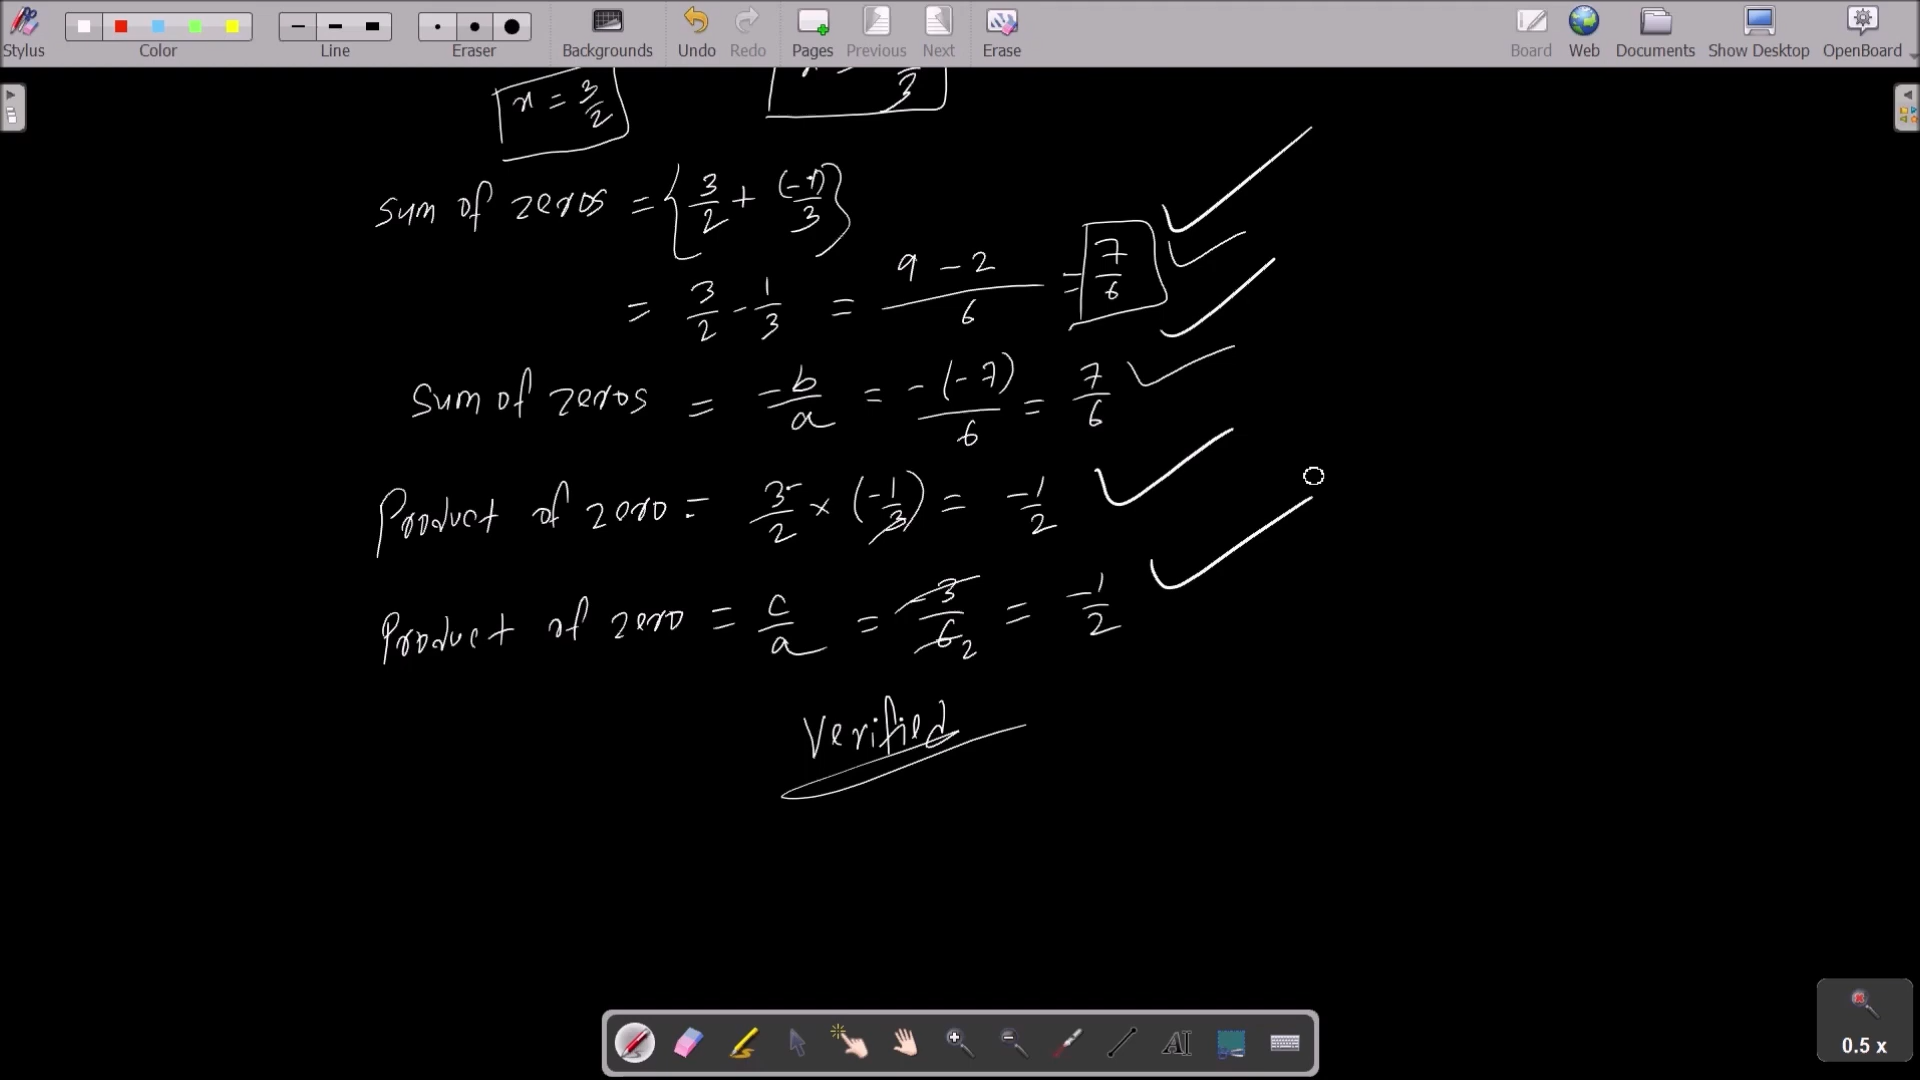 Stylus Color Line Eraser Backgrounds Undo Redo Pages Previous Next Erase Board Web Documents Show Desktop OpenBoard
x = 3/2
3
Sum of zeros = {3/2 + (-1)/3}
= 3/2 - 1/3 = 9 - 2/6 = 7/6
Sum of zeros = -b/a = -(-7)/6 = 7/6
Product of zero = 3/2 × (-1/3) = -1/2
Product of zero = c/a = -3/6 2 = -1/2
Verified
AI
0.5 x